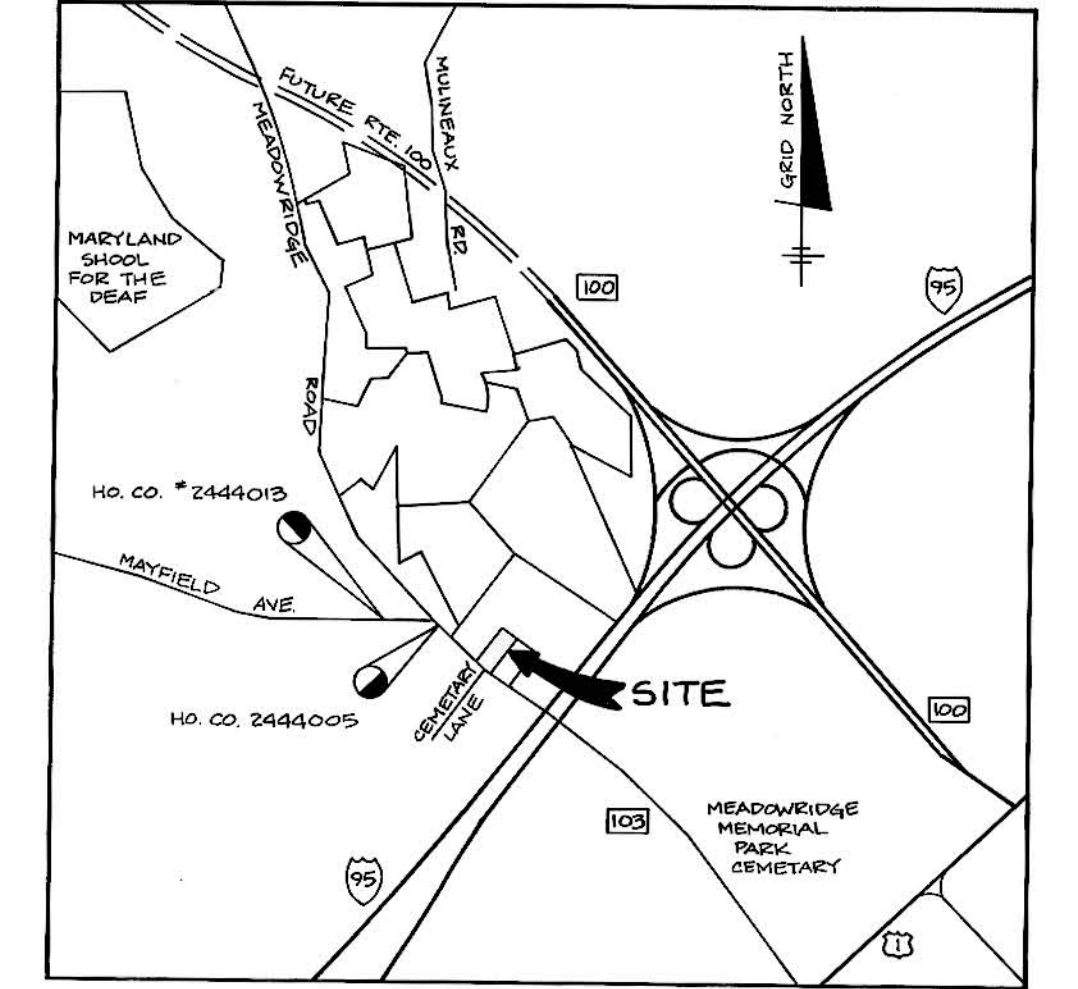 FUTURE RTE. 100
MULINEAUX
RD.
GRID NORTH
MEADOWRIDGE
ROAD
MARYLAND
SHOOL
FOR THE
DEAF
100
95
HO. CO. #2444013
MAYFIELD AVE.
HO. CO. 2444005
CEMETARY
LANE
SITE
100
103
MEADOWRIDGE
MEMORIAL
PARK
CEMETARY
95
1